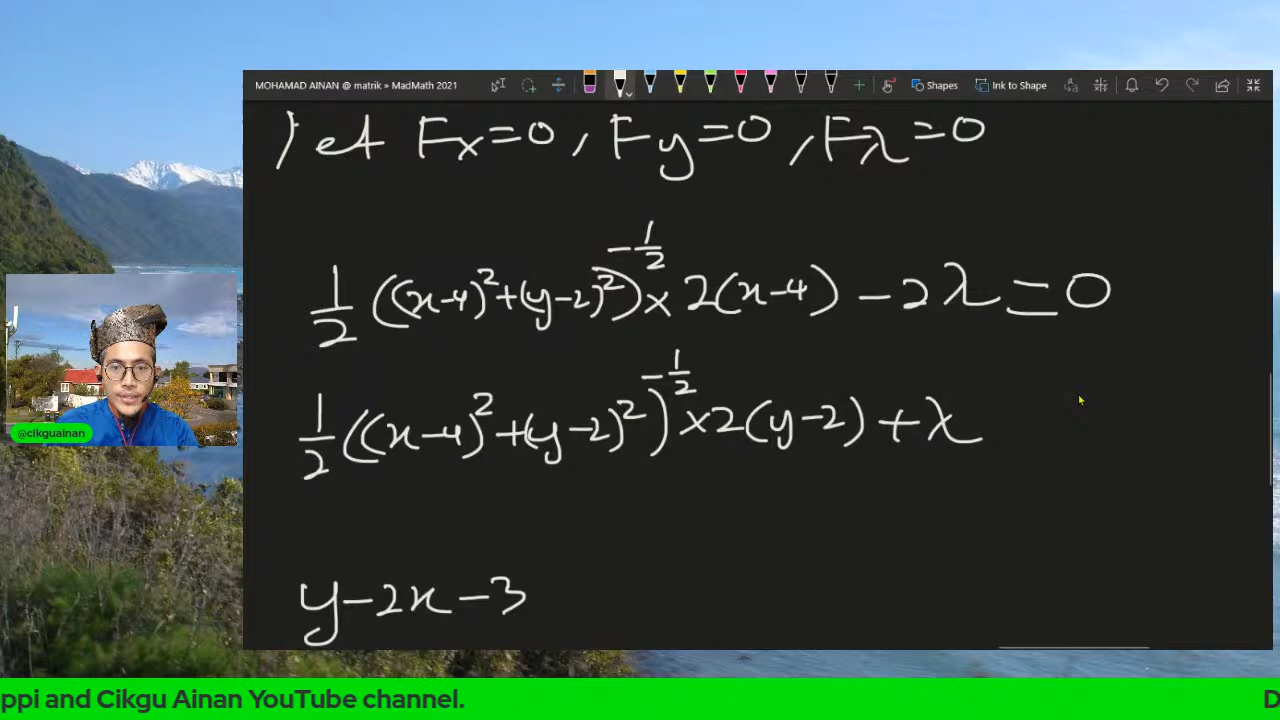 MOHAMAD AINAN @ matrik » MadMath 2021
Shapes
Ink to Shape
let Fx=0, Fy=0, Fλ=0
1/2 ((x-4)²+(y-2)²)^-1/2 × 2(x-4) - 2λ = 0
1/2 ((x-4)²+(y-2)²)^-1/2 × 2(y-2) + λ
y-2x-3
@cikguainan
ppi and Cikgu Ainan YouTube channel.
D